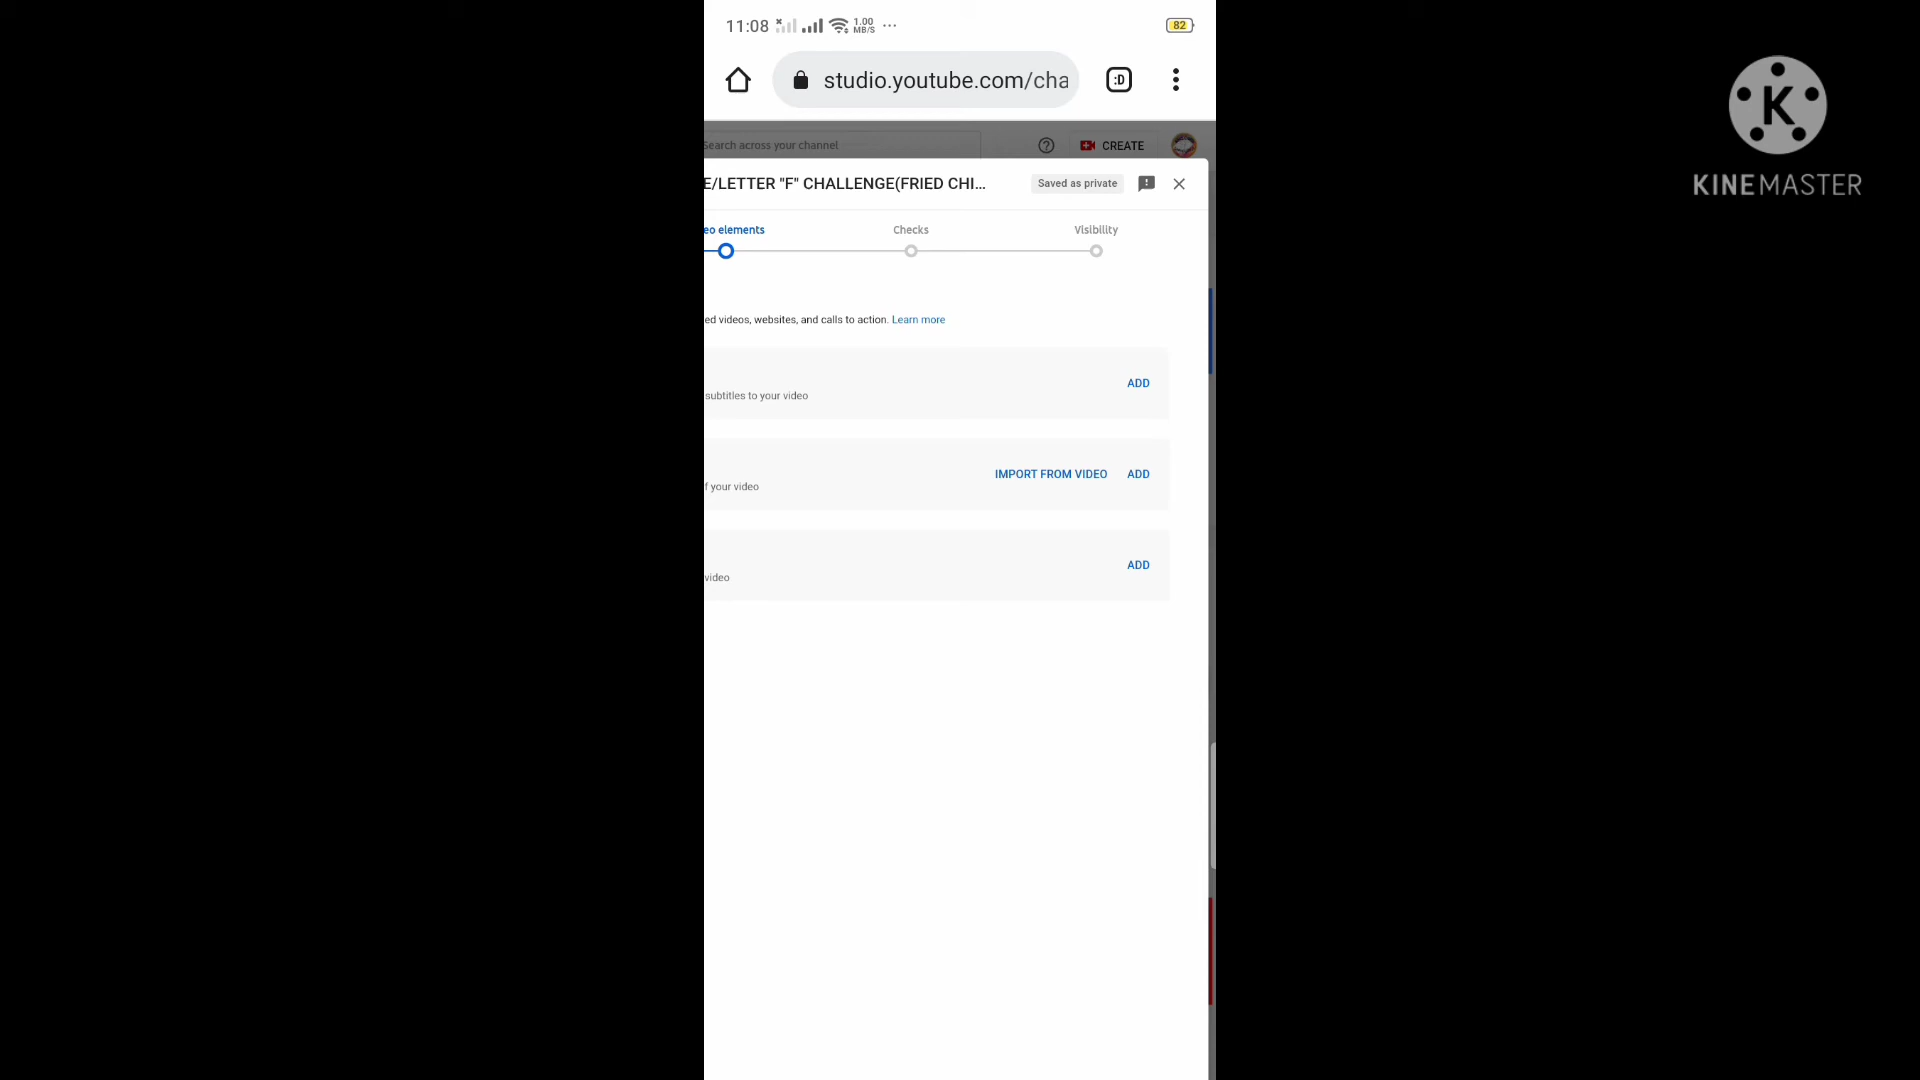 11:08 1.00 MB/S ... 82
studio.youtube.com/cha :D
KINEMASTER
Search across your channel CREATE
E/LETTER "F" CHALLENGE(FRIED CHI... Saved as private
eo elements Checks Visibility
ed videos, websites, and calls to action. Learn more
ADD
subtitles to your video
IMPORT FROM VIDEO ADD
f your video
ADD
video